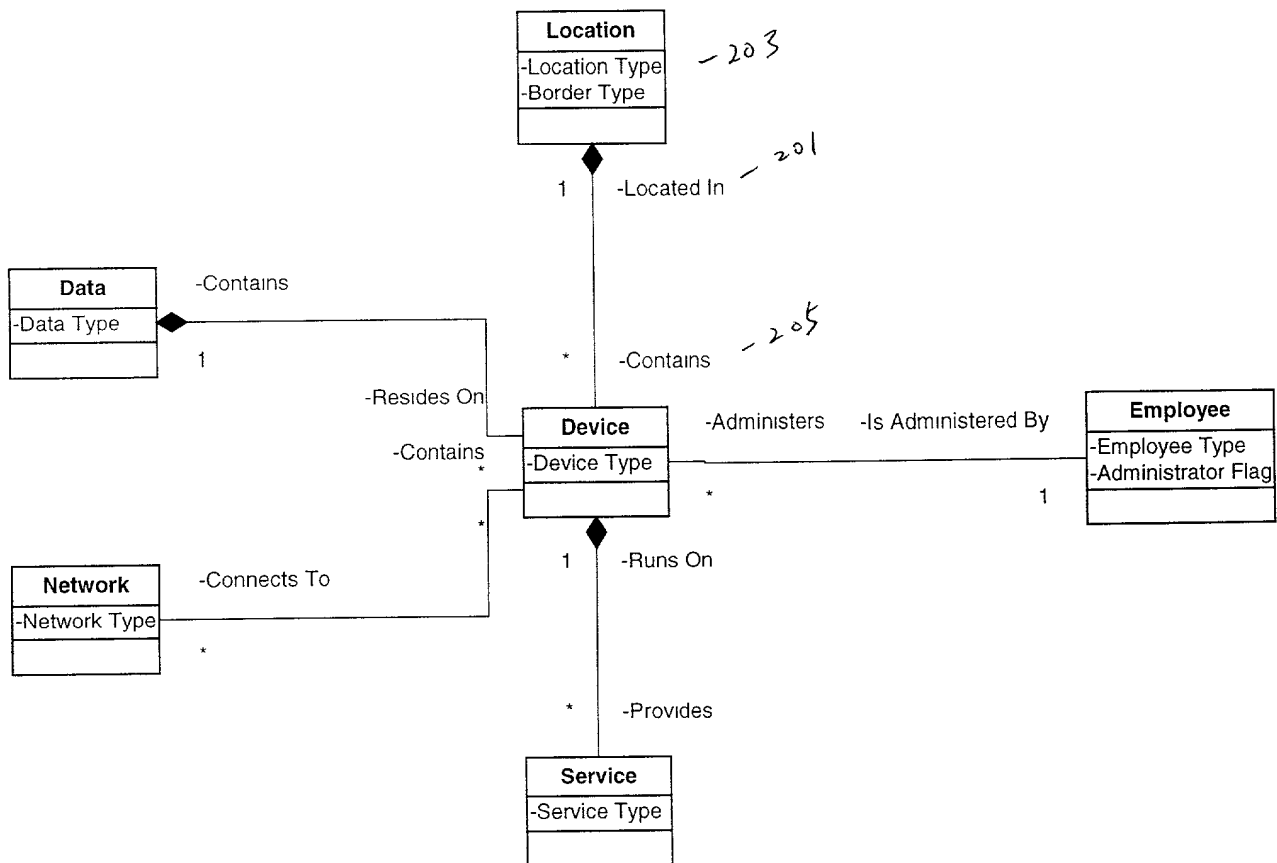 Location
-Location Type
-Border Type
- 203
1
-Located In
- 201
Data
-Data Type
-Contains
1
*
-Contains
- 205
-Resides On
-Contains
*
*
Device
-Device Type
-Administers
-Is Administered By
*
1
Employee
-Employee Type
-Administrator Flag
Network
-Network Type
-Connects To
*
1
-Runs On
*
-Provides
Service
-Service Type